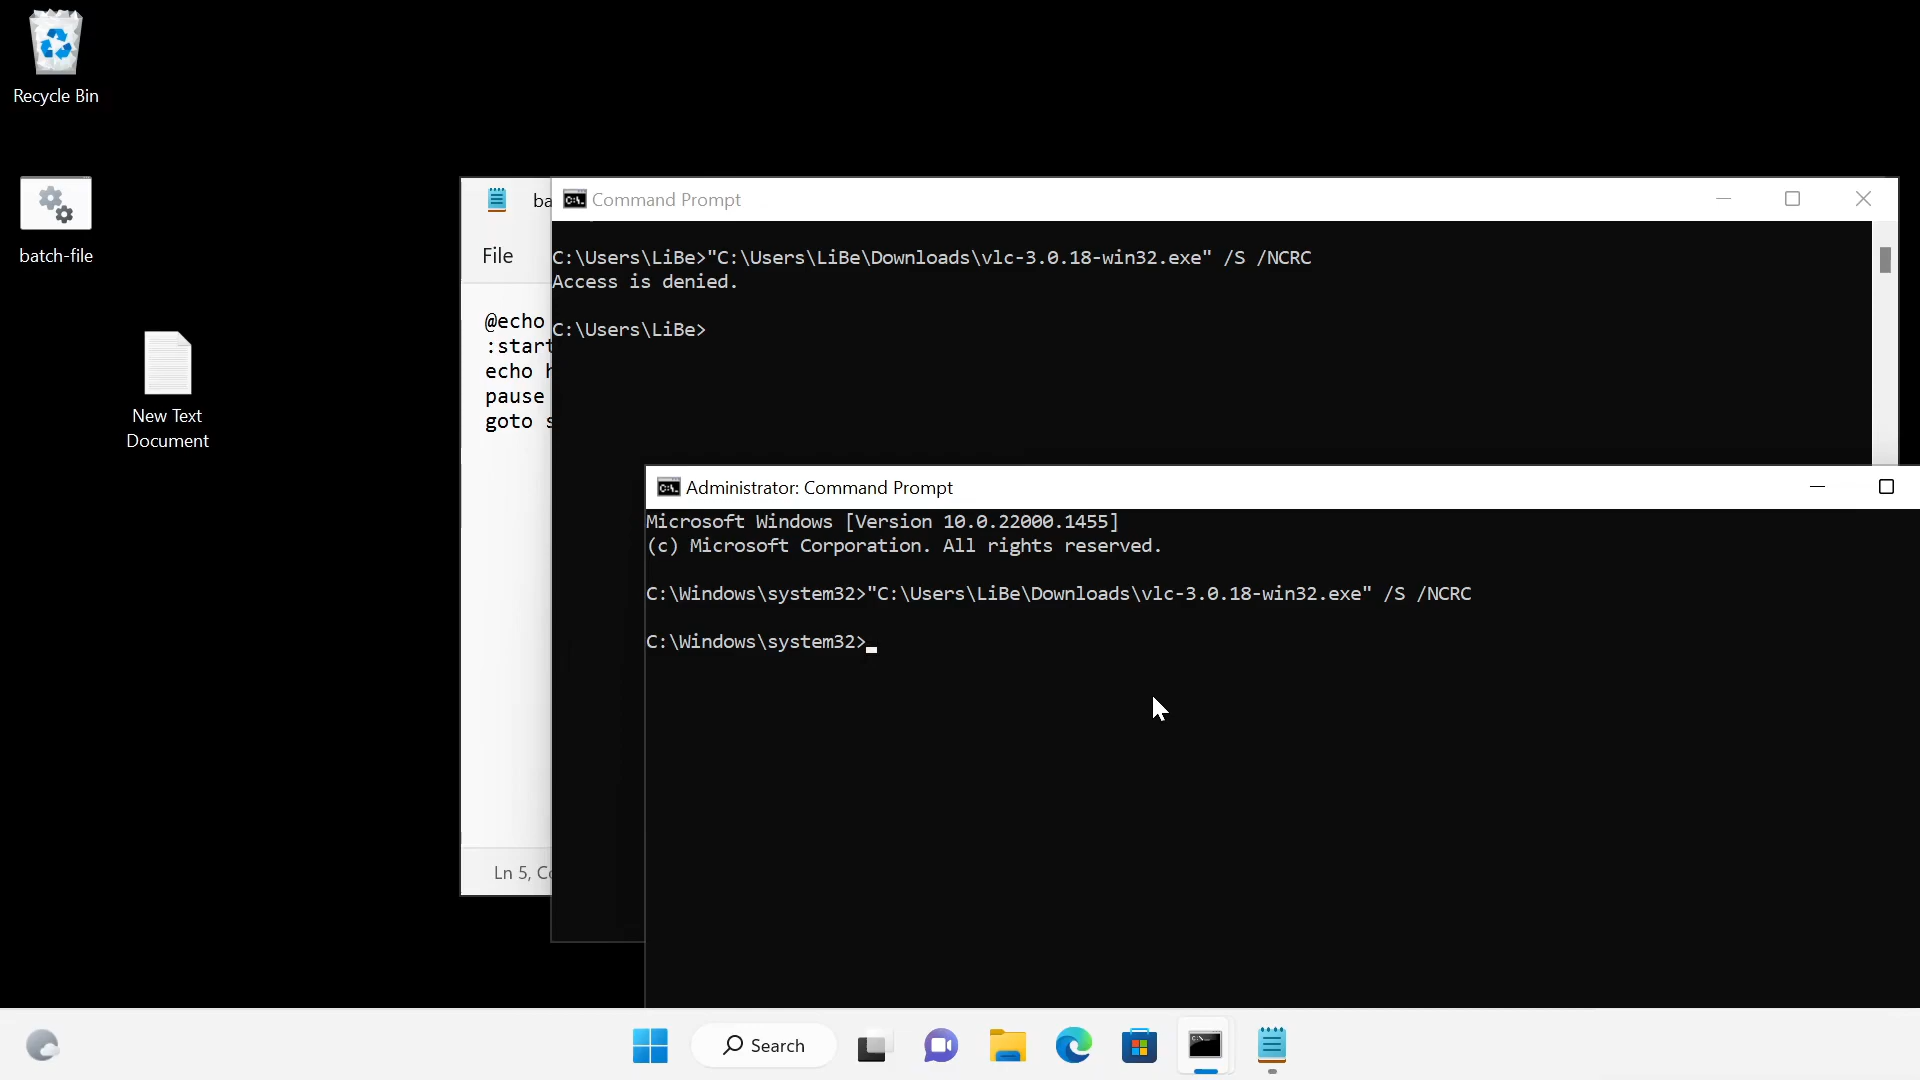 Recycle Bin
batch-file
New Text
Document
File
@echo
:start
echo
pause
goto
Ln 5,
Command Prompt
C:\Users\LiBe>"C:\Users\LiBe\Downloads\vlc-3.0.18-win32.exe" /S /NCRC
Access is denied.
C:\Users\LiBe>
Administrator: Command Prompt
Microsoft Windows [Version 10.0.22000.1455]
(c) Microsoft Corporation. All rights reserved.
C:\Windows\system32>"C:\Users\LiBe\Downloads\vlc-3.0.18-win32.exe" /S /NCRC
C:\Windows\system32>
Search